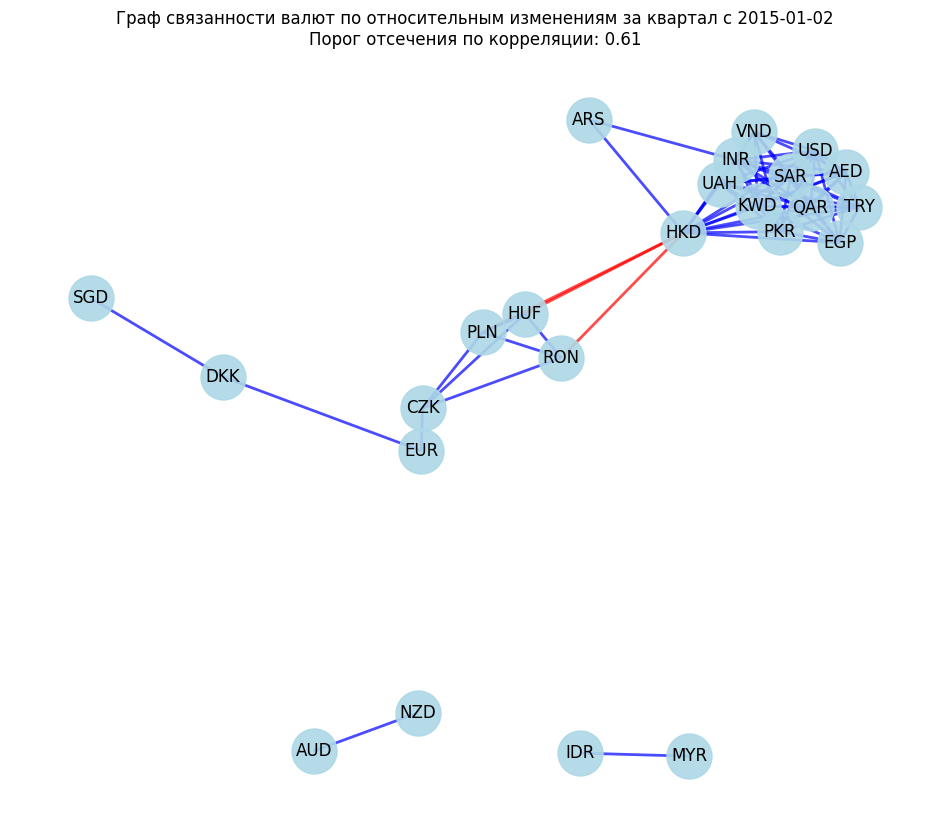 Граф связанности валют по относительным изменениям за квартал с 2015-01-02
Порог отсечения по корреляции: 0.61
ARS
VND
USD
INR
AED
SAR
UAH
KWD
QAR
TRY
PKR
HKD
EGP
SGD
HUF
PLN
RON
DKK
CZK
EUR
NZD
AUD
IDR
MYR